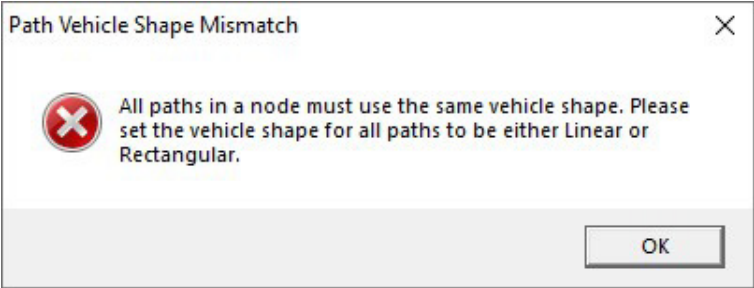 Path Vehicle Shape Mismatch
All paths in a node must use the same vehicle shape. Please
set the vehicle shape for all paths to be either Linear or
Rectangular.
OK